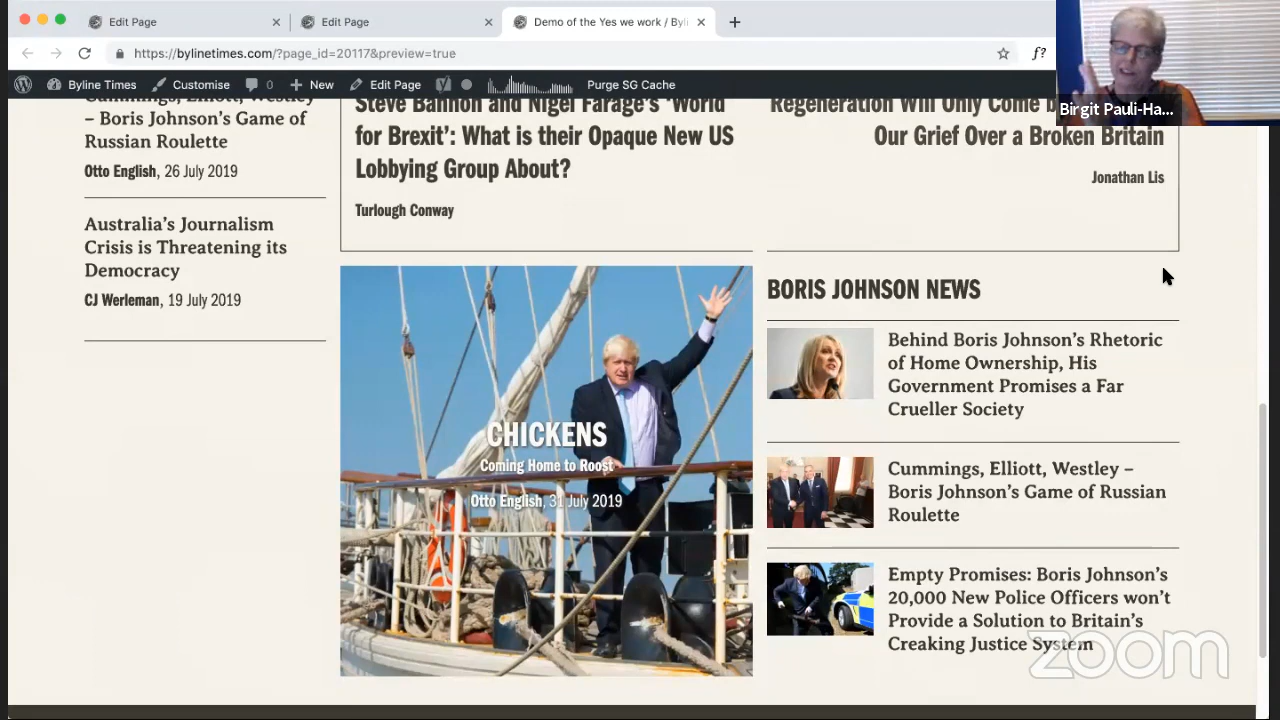 Edit Page
Edit Page
Demo of the Yes we work / Byli
https://bylinetimes.com/?page_id=20117&preview=true
f?
Byline Times
Customise
0
New
Edit Page
Purge SG Cache
Birgit Pauli-Ha...
Cummings, Elliott, Westley
– Boris Johnson’s Game of
Russian Roulette
Otto English, 26 July 2019
Australia’s Journalism
Crisis is Threatening its
Democracy
CJ Werleman, 19 July 2019
Steve Bannon and Nigel Farage’s ‘World
for Brexit’: What is their Opaque New US
Lobbying Group About?
Turlough Conway
Regeneration Will Only Come
Our Grief Over a Broken Britain
Jonathan Lis
CHICKENS
Coming Home to Roost
Otto English, 31 July 2019
BORIS JOHNSON NEWS
Behind Boris Johnson’s Rhetoric
of Home Ownership, His
Government Promises a Far
Crueller Society
Cummings, Elliott, Westley –
Boris Johnson’s Game of Russian
Roulette
Empty Promises: Boris Johnson’s
20,000 New Police Officers won’t
Provide a Solution to Britain’s
Creaking Justice System
zoom